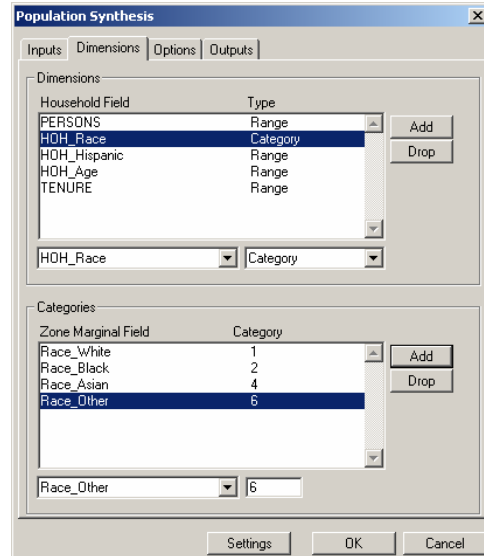 Population Synthesis
Inputs Dimensions Options Outputs
Dimensions
Household Field Type
PERSONS Range
HOH_Race Category
HOH_Hispanic Range
HOH_Age Range
TENURE Range
Add
Drop
HOH_Race Category
Categories
Zone Marginal Field Category
Race_White 1
Race_Black 2
Race_Asian 4
Race_Other 6
Add
Drop
Race_Other 6
Settings OK Cancel